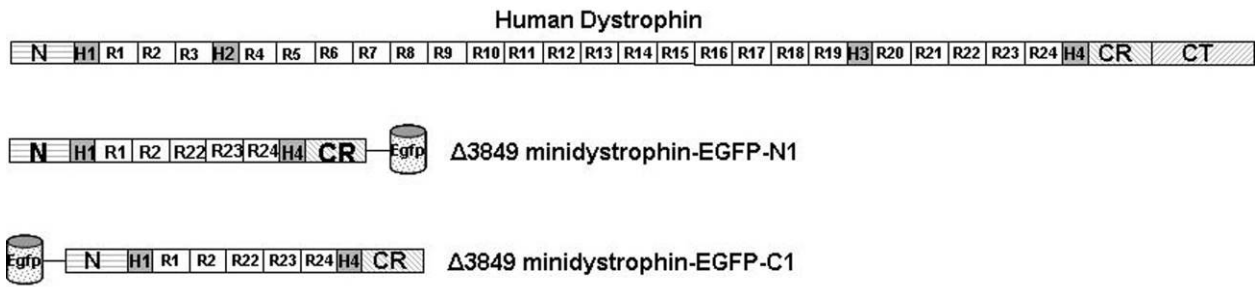 Human Dystrophin
N H1 R1 R2 R3 H2 R4 R5 R6 R7 R8 R9 R10 R11 R12 R13 R14 R15 R16 R17 R18 R19 H3 R20 R21 R22 R23 R24 H4 CR CT
N H1 R1 R2 R22 R23 R24 H4 CR Egfp Δ3849 minidystrophin-EGFP-N1
Egfp N H1 R1 R2 R22 R23 R24 H4 CR Δ3849 minidystrophin-EGFP-C1